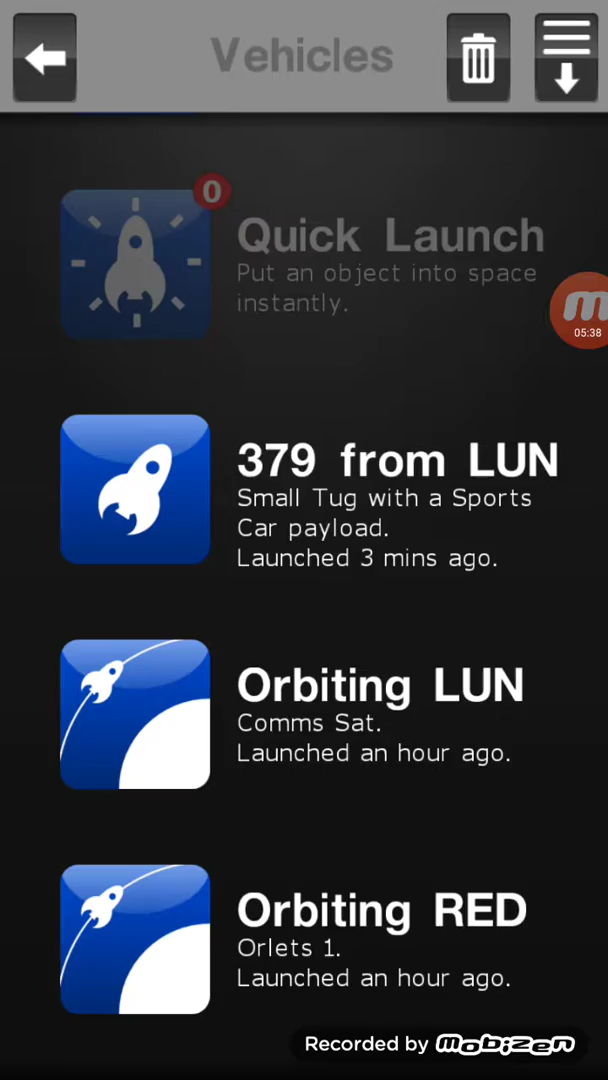 Vehicles
0
Quick Launch
Put an object into space
instantly.
m
05:38
379 from LUN
Small Tug with a Sports
Car payload.
Launched 3 mins ago.
Orbiting LUN
Comms Sat.
Launched an hour ago.
Orbiting RED
Orlets 1.
Launched an hour ago.
Recorded by mobizen